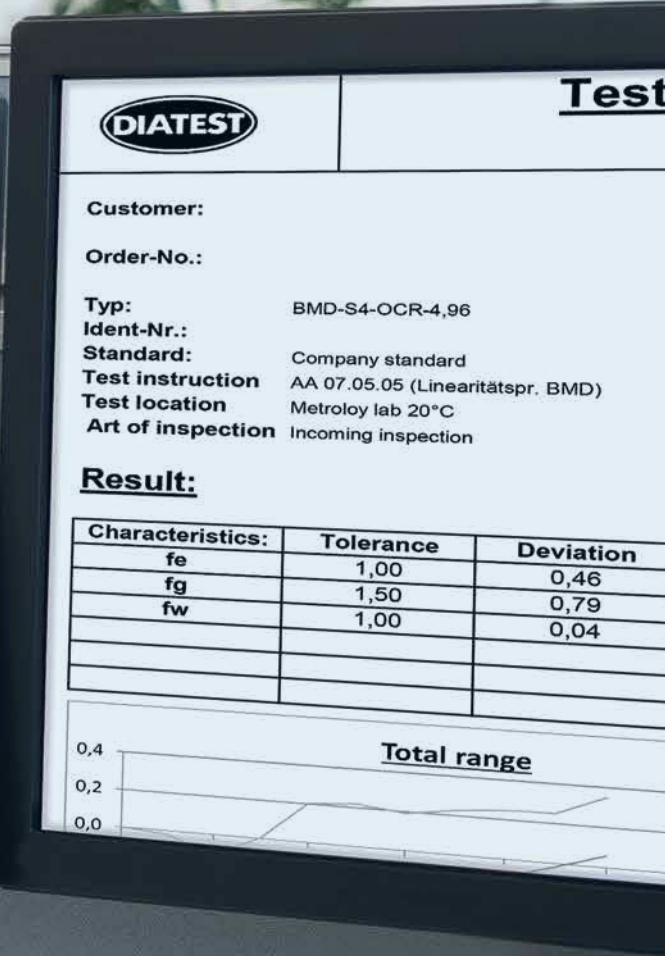 DIATEST
Test
Customer:
Order-No.:
Typ: BMD-S4-OCR-4,96
Ident-Nr.:
Standard: Company standard
Test instruction AA 07.05.05 (Linearitätspr. BMD)
Test location Metroloy lab 20°C
Art of inspection Incoming inspection
Result:
Characteristics: Tolerance Deviation
fe 1,00 0,46
fg 1,50 0,79
fw 1,00 0,04
Total range
0,4
0,2
0,0